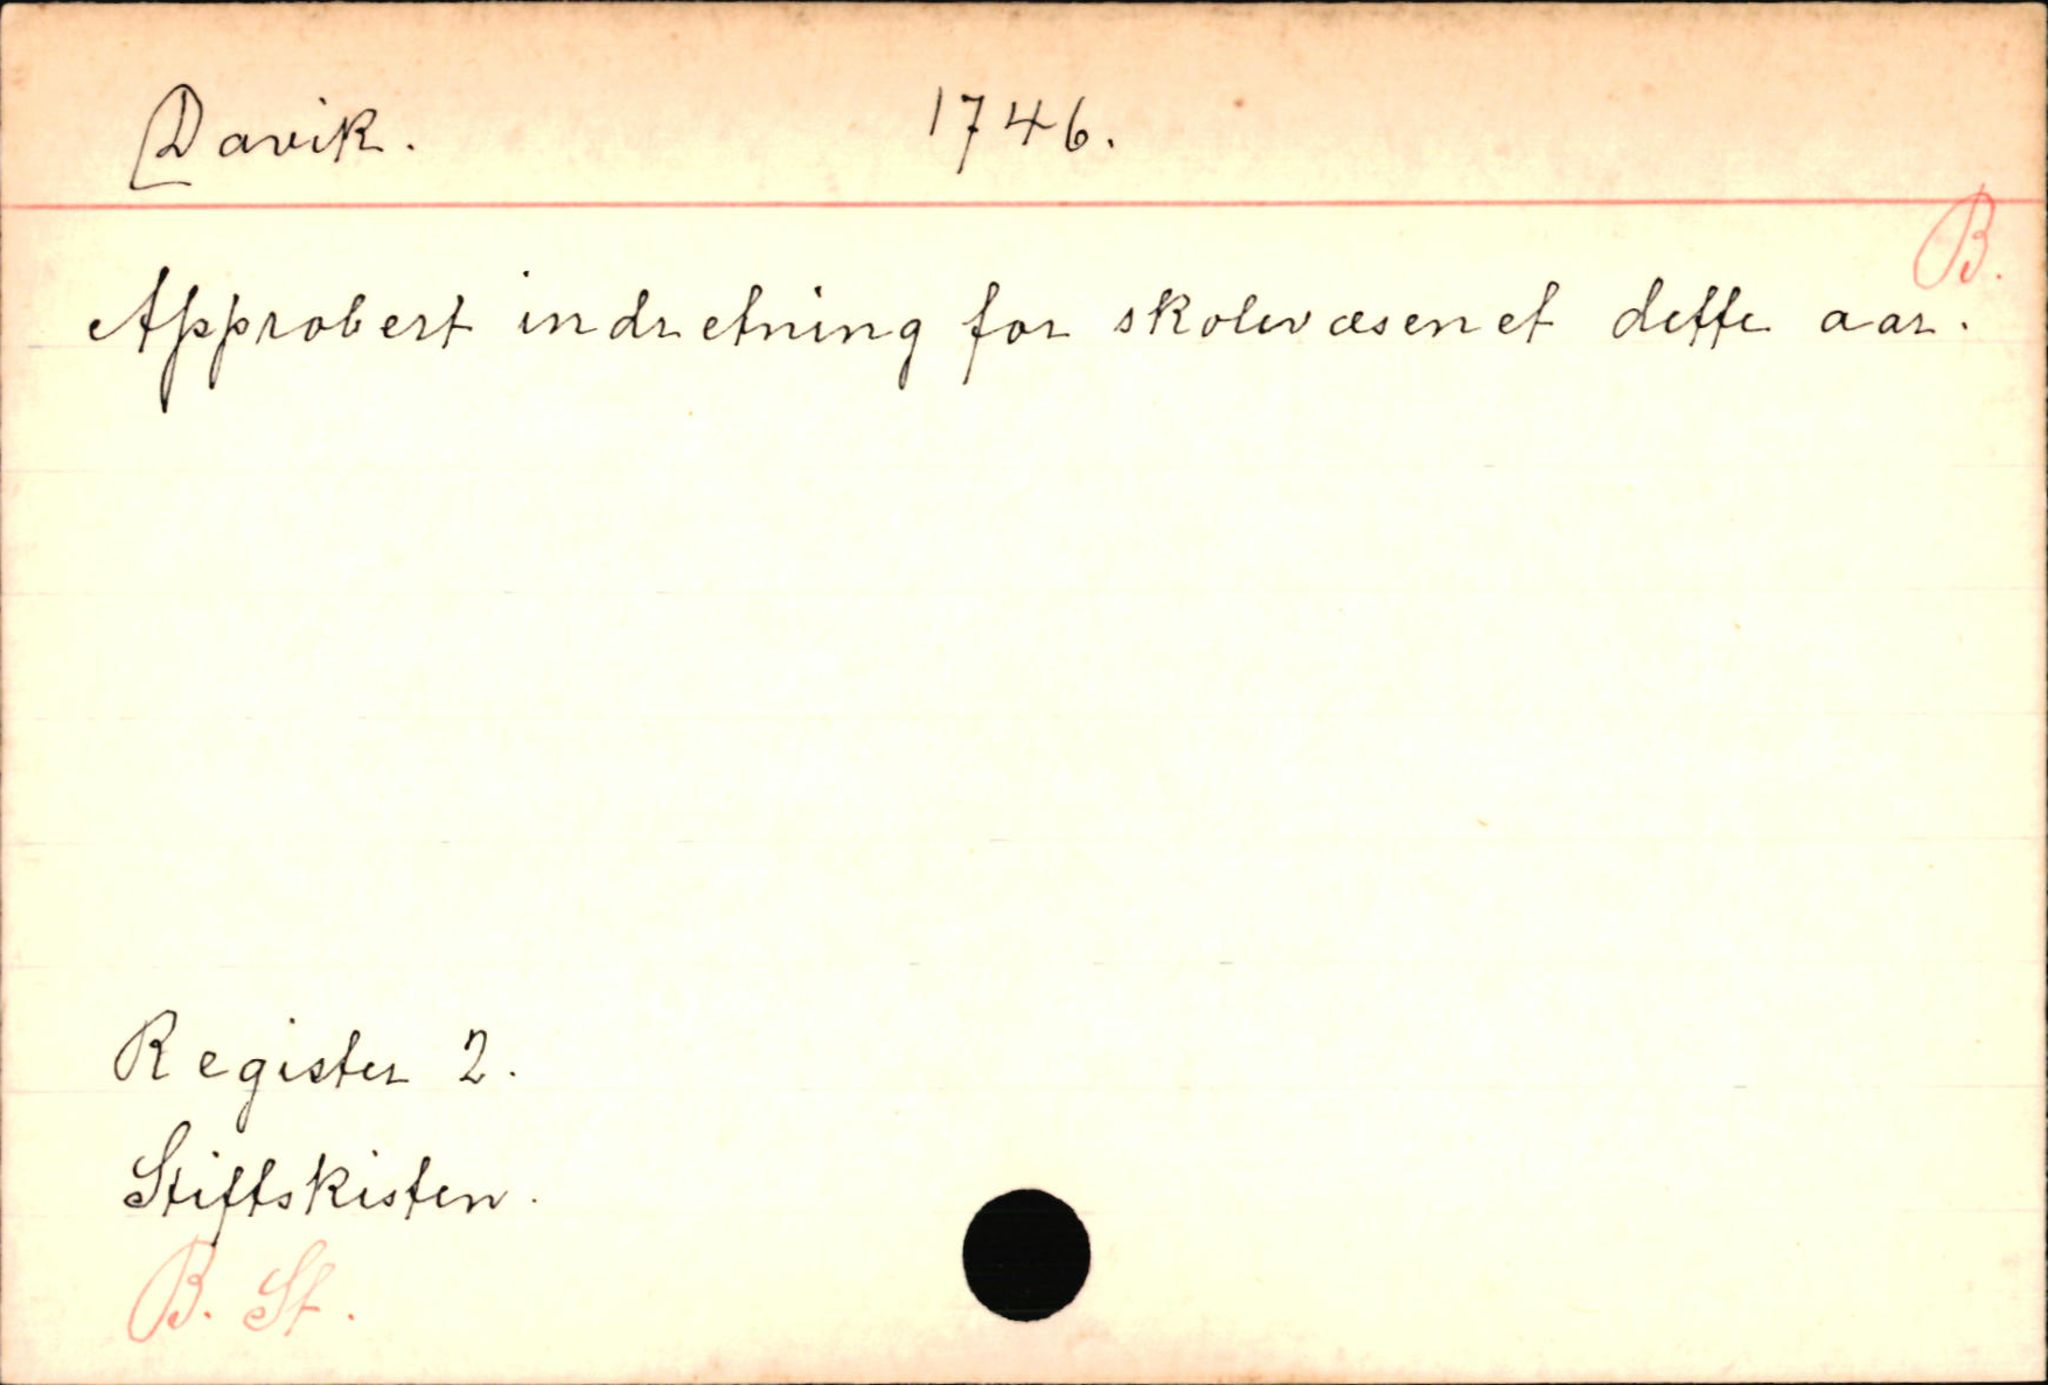 Davik. 1746.
B.
Approbert indretning for skolevæsenet dette aar.
Register 2.
Stiftskisten.
B. St.